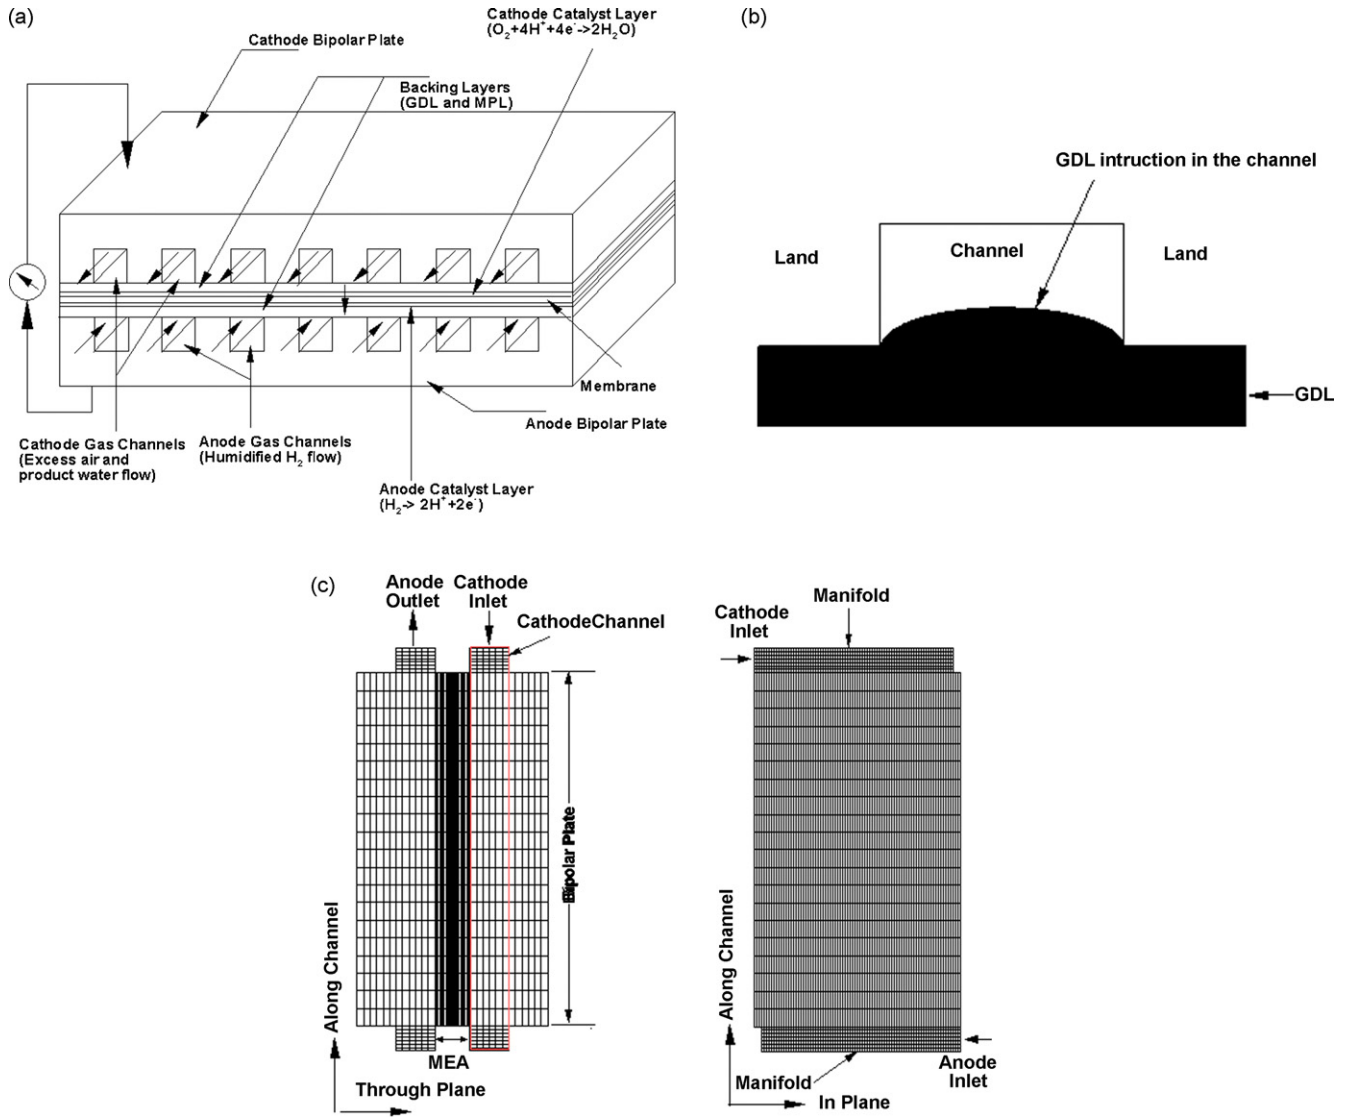 (a)
Cathode Catalyst Layer
(O2+4H++4e-->2H2O)
Cathode Bipolar Plate
Backing Layers
(GDL and MPL)
Membrane
Anode Bipolar Plate
Cathode Gas Channels
(Excess air and
product water flow)
Anode Gas Channels
(Humidified H2 flow)
Anode Catalyst Layer
(H2-> 2H++2e-)
(b)
GDL intruction in the channel
Land
Channel
Land
GDL
(c)
Anode
Outlet
Cathode
Inlet
CathodeChannel
Bipolar Plate
Along Channel
MEA
Through Plane
Manifold
Cathode
Inlet
Along Channel
Manifold
Anode
Inlet
In Plane